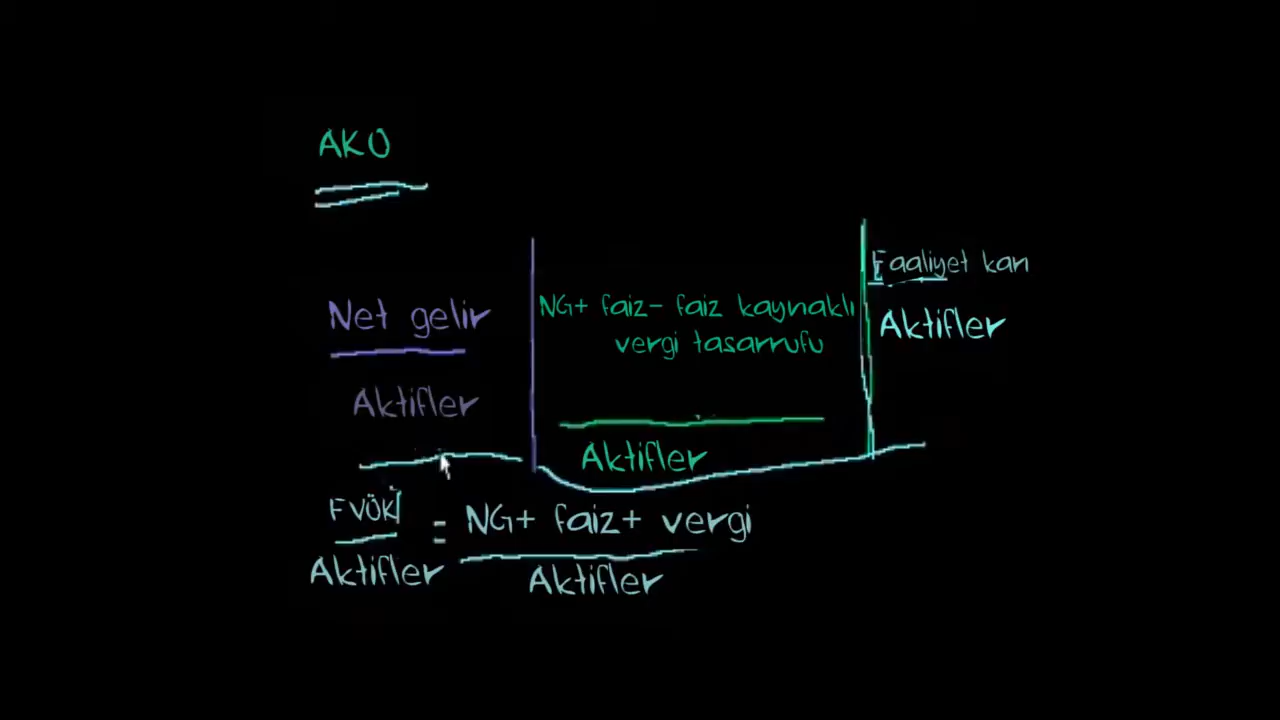 AKO
Net gelir
Aktifler
NG+ faiz- faiz kaynaklı
vergi tasarrufu
Aktifler
Faaliyet karı
Aktifler
FVÖK
Aktifler
= NG+ faiz+ vergi
Aktifler